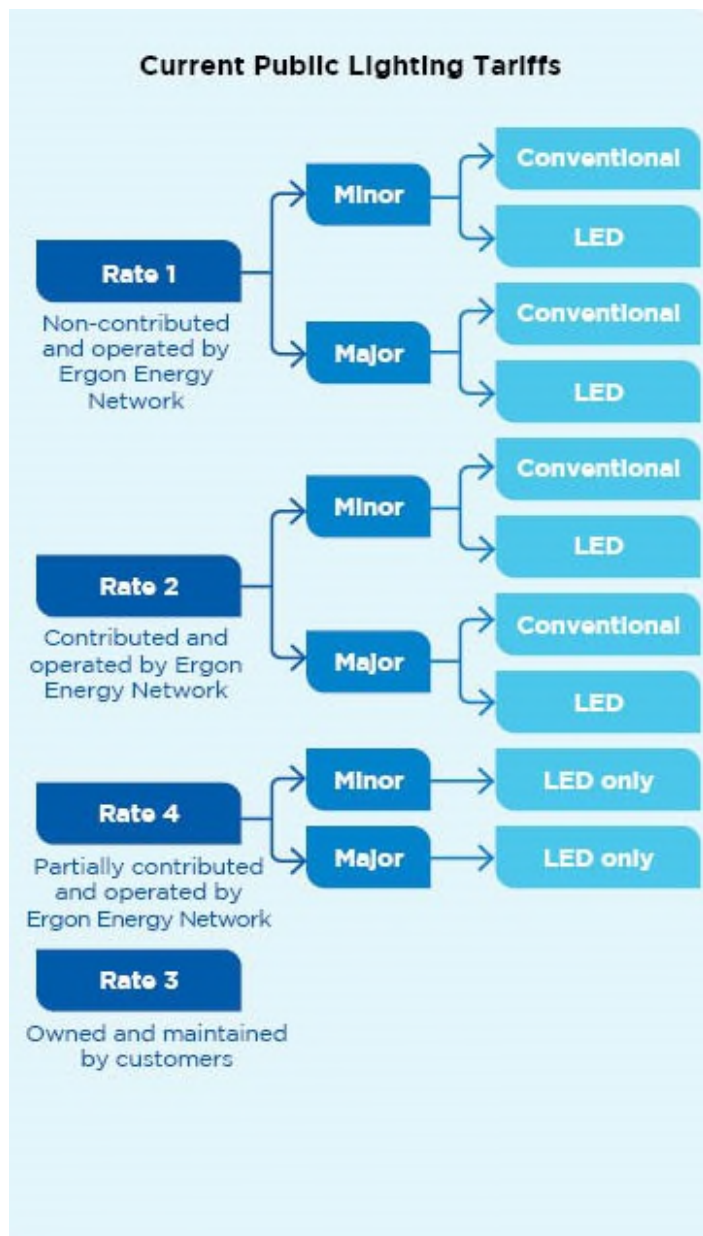 Current Public Lighting Tariffs
Rate 1
Non-contributed
and operated by
Ergon Energy
Network
Minor
Conventional
LED
Major
Conventional
LED
Rate 2
Contributed and
operated by Ergon
Energy Network
Minor
Conventional
LED
Major
Conventional
LED
Rate 4
Partially contributed
and operated by
Ergon Energy Network
Minor
LED only
Major
LED only
Rate 3
Owned and maintained
by customers